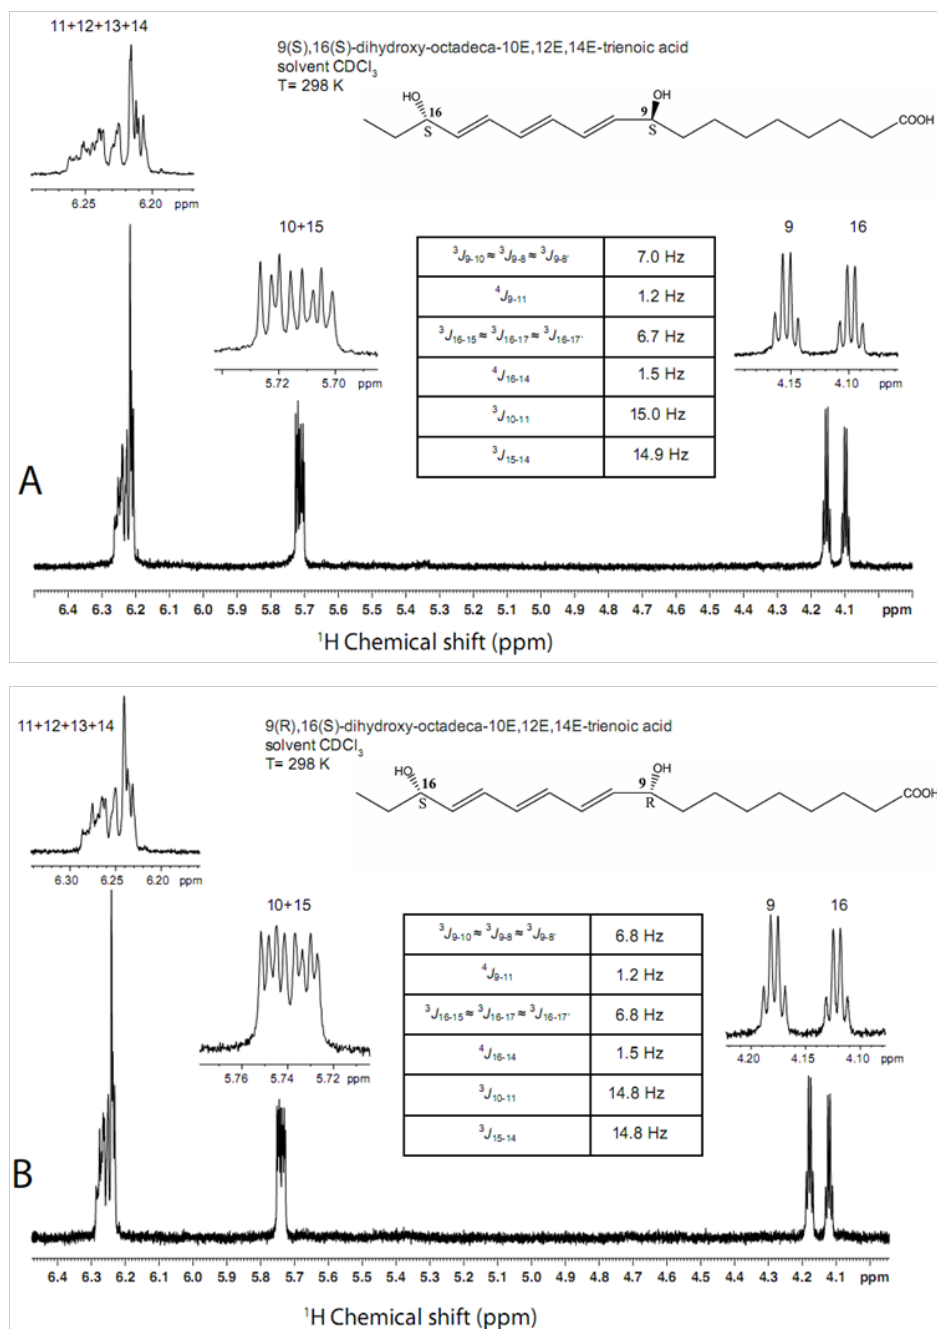 11+12+13+14
9(S),16(S)-dihydroxy-octadeca-10E,12E,14E-trienoic acid
solvent CDCl₃
T= 298 K
HO
16
S
OH
9
S
COOH
6.25 6.20 ppm
10+15
5.72 5.70 ppm
³J₉₋₁₀ ≈ ³J₉₋₈ ≈ ³J₉₋₈' 7.0 Hz
⁴J₉₋₁₁ 1.2 Hz
³J₁₆₋₁₅ ≈ ³J₁₆₋₁₇ ≈ ³J₁₆₋₁₇' 6.7 Hz
⁴J₁₆₋₁₄ 1.5 Hz
³J₁₀₋₁₁ 15.0 Hz
³J₁₅₋₁₄ 14.9 Hz
9 16
4.15 4.10 ppm
A
6.4 6.3 6.2 6.1 6.0 5.9 5.8 5.7 5.6 5.5 5.4 5.3 5.2 5.1 5.0 4.9 4.8 4.7 4.6 4.5 4.4 4.3 4.2 4.1 ppm
¹H Chemical shift (ppm)
11+12+13+14
9(R),16(S)-dihydroxy-octadeca-10E,12E,14E-trienoic acid
solvent CDCl₃
T= 298 K
HO
16
S
OH
9
R
COOH
6.30 6.25 6.20 ppm
10+15
5.76 5.74 5.72 ppm
³J₉₋₁₀ ≈ ³J₉₋₈ ≈ ³J₉₋₈' 6.8 Hz
⁴J₉₋₁₁ 1.2 Hz
³J₁₆₋₁₅ ≈ ³J₁₆₋₁₇ ≈ ³J₁₆₋₁₇' 6.8 Hz
⁴J₁₆₋₁₄ 1.5 Hz
³J₁₀₋₁₁ 14.8 Hz
³J₁₅₋₁₄ 14.8 Hz
9 16
4.20 4.15 4.10 ppm
B
6.4 6.3 6.2 6.1 6.0 5.9 5.8 5.7 5.6 5.5 5.4 5.3 5.2 5.1 5.0 4.9 4.8 4.7 4.6 4.5 4.4 4.3 4.2 4.1 ppm
¹H Chemical shift (ppm)